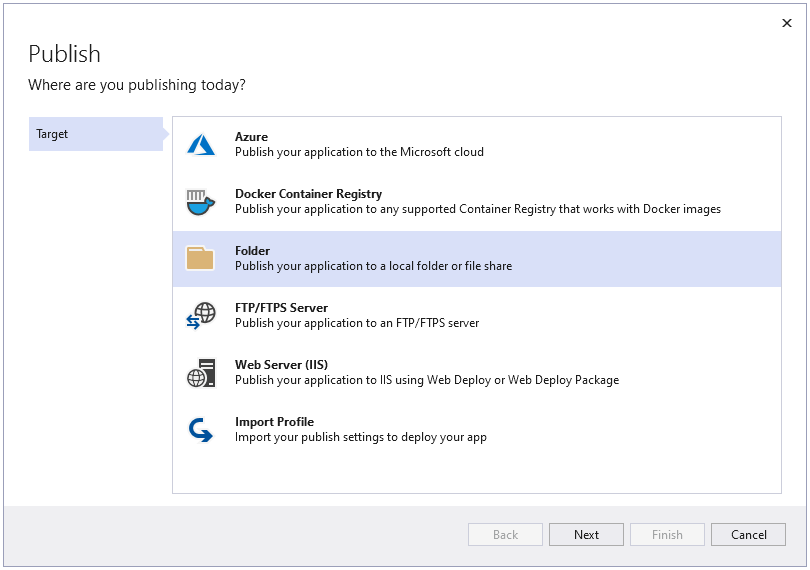 Publish
Where are you publishing today?
Target
Azure
Publish your application to the Microsoft cloud
Docker Container Registry
Publish your application to any supported Container Registry that works with Docker images
Folder
Publish your application to a local folder or file share
FTP/FTPS Server
Publish your application to an FTP/FTPS server
Web Server (IIS)
Publish your application to IIS using Web Deploy or Web Deploy Package
Import Profile
Import your publish settings to deploy your app
Back
Next
Finish
Cancel